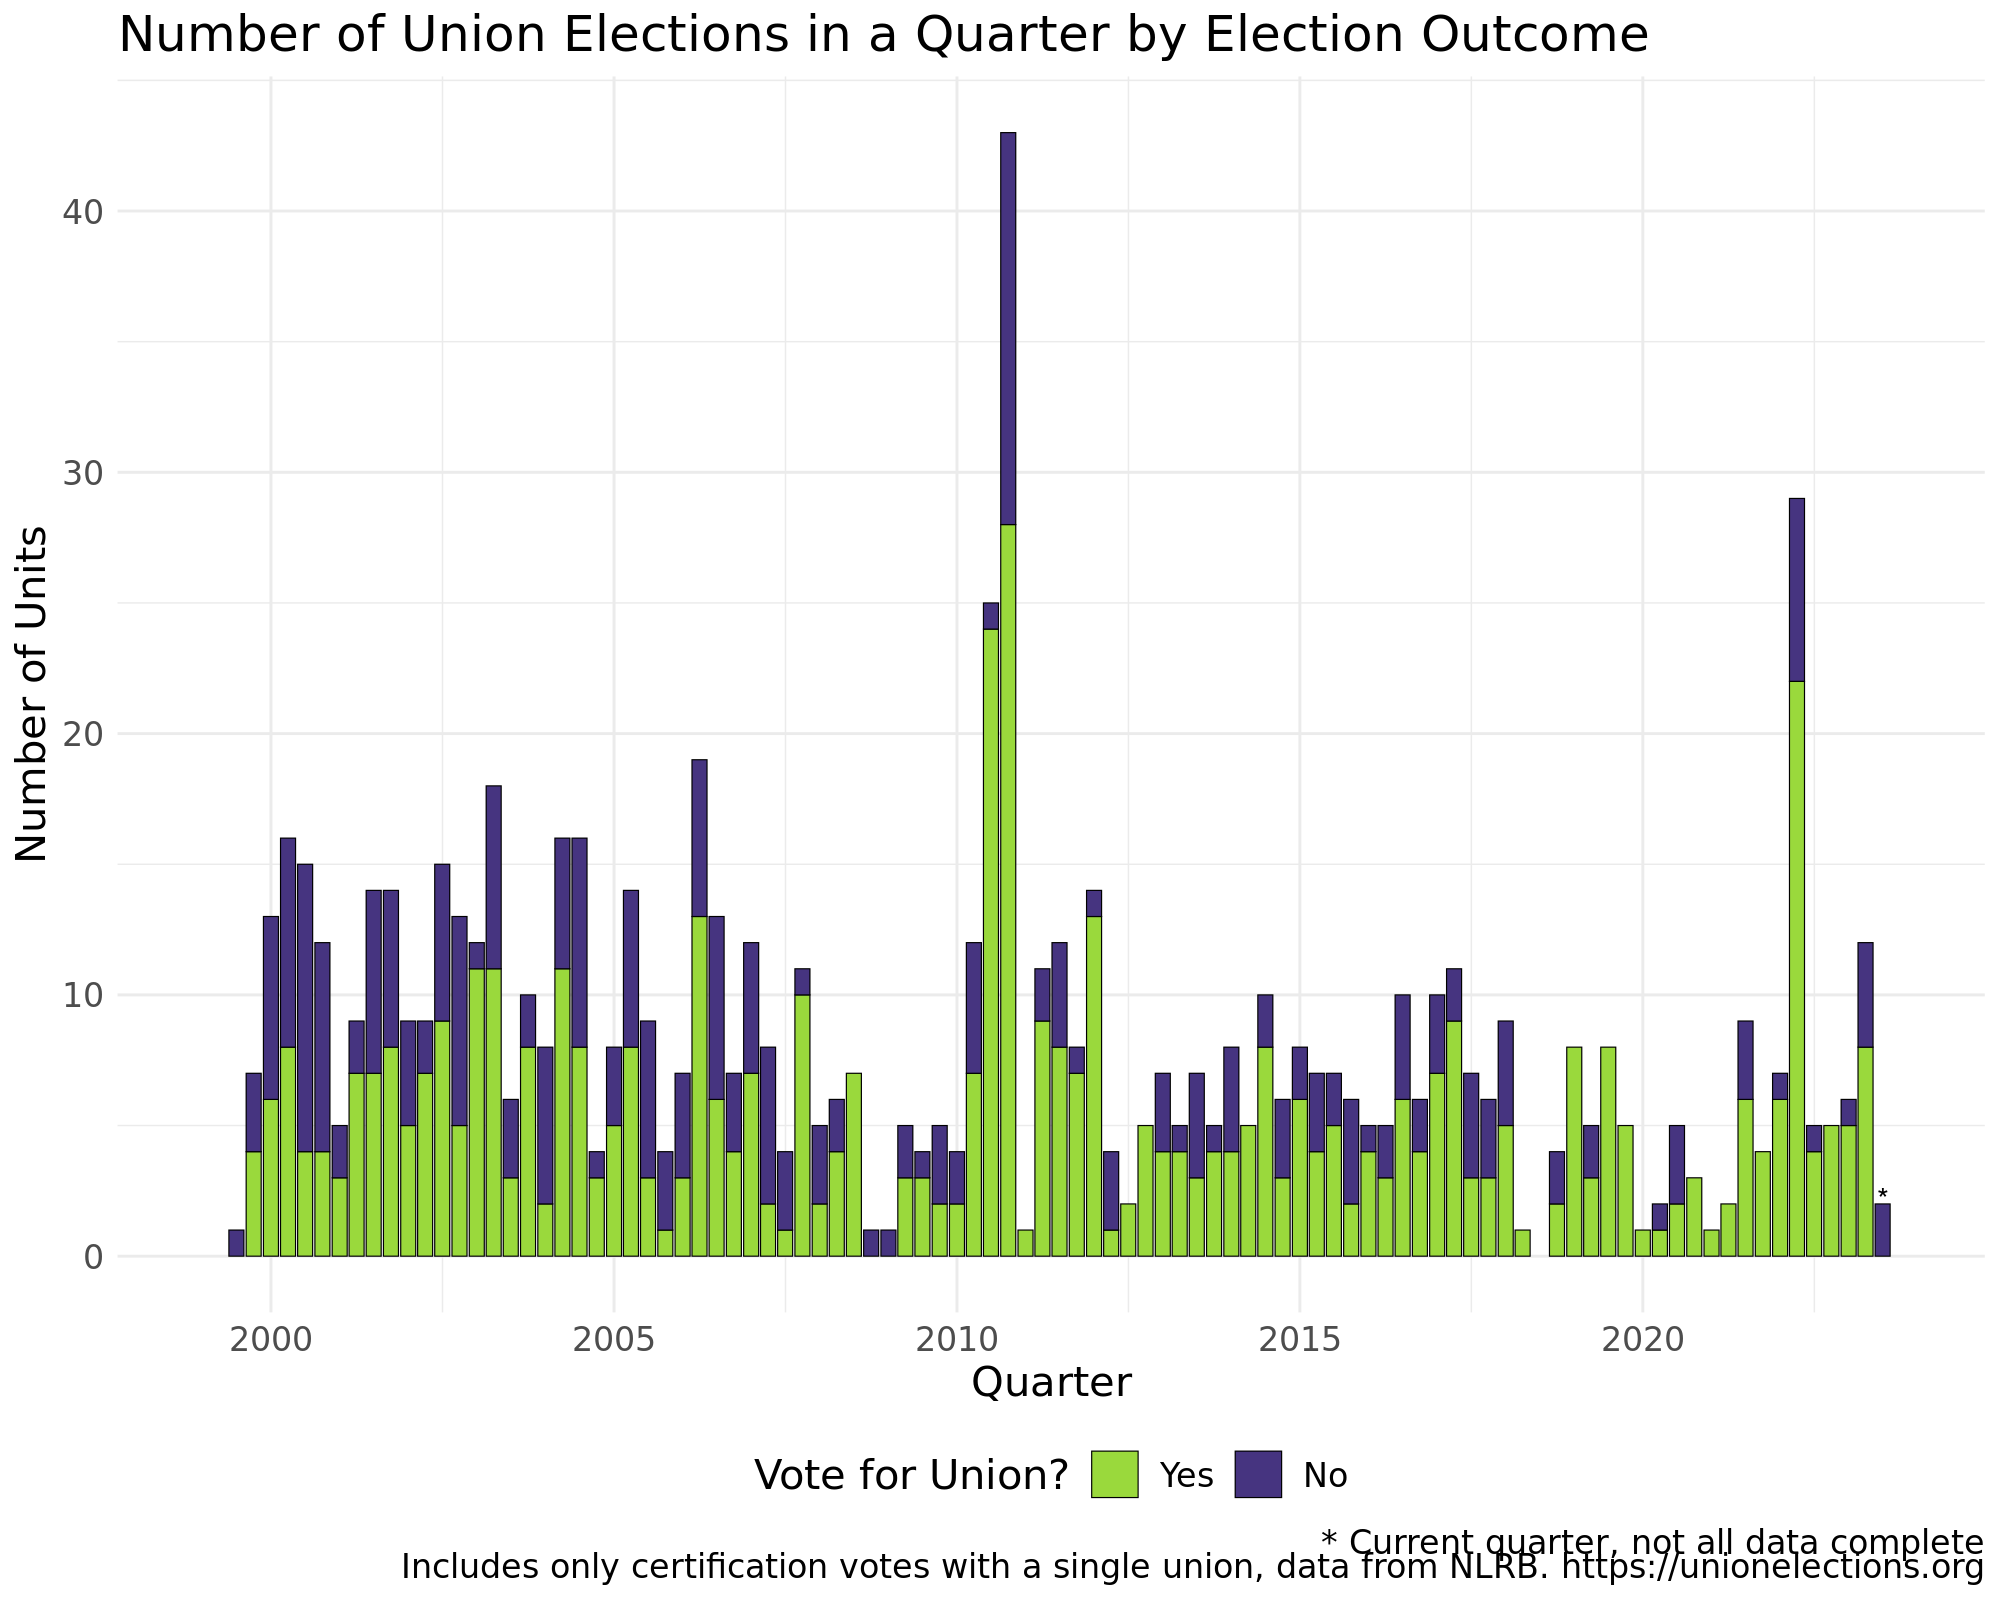 Number of Union Elections in a Quarter by Election Outcome
Number of Units
40
30
20
10
0
*
2000 2005 2010 2015 2020
Quarter
Vote for Union? Yes No
* Current quarter, not all data complete
Includes only certification votes with a single union, data from NLRB. https://unionelections.org